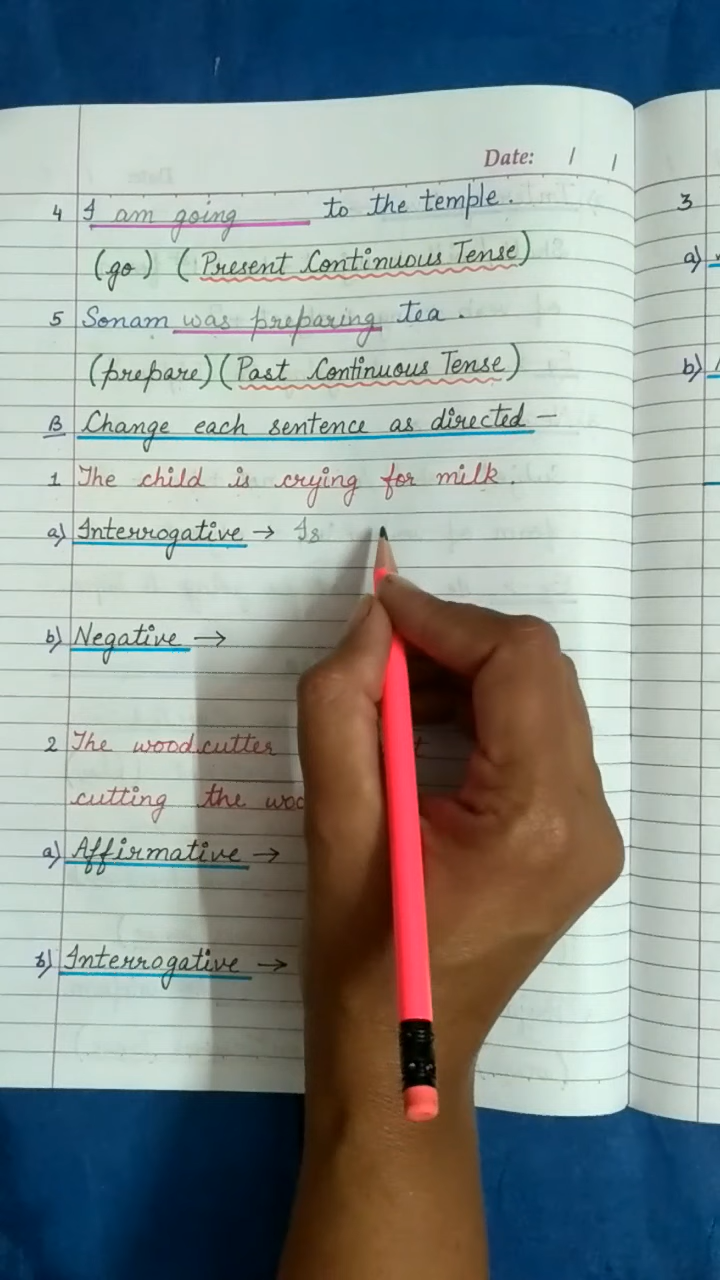 Date: / /
4 I am going to the temple.
(go) (Present Continuous Tense)
5 Sonam was preparing tea.
(prepare) (Past Continuous Tense)
B Change each sentence as directed -
1 The child is crying for milk.
a) Interrogative → Is
b) Negative →
2 The woodcutter
cutting the
a) Affirmative →
b) Interrogative →
3
a)
b)